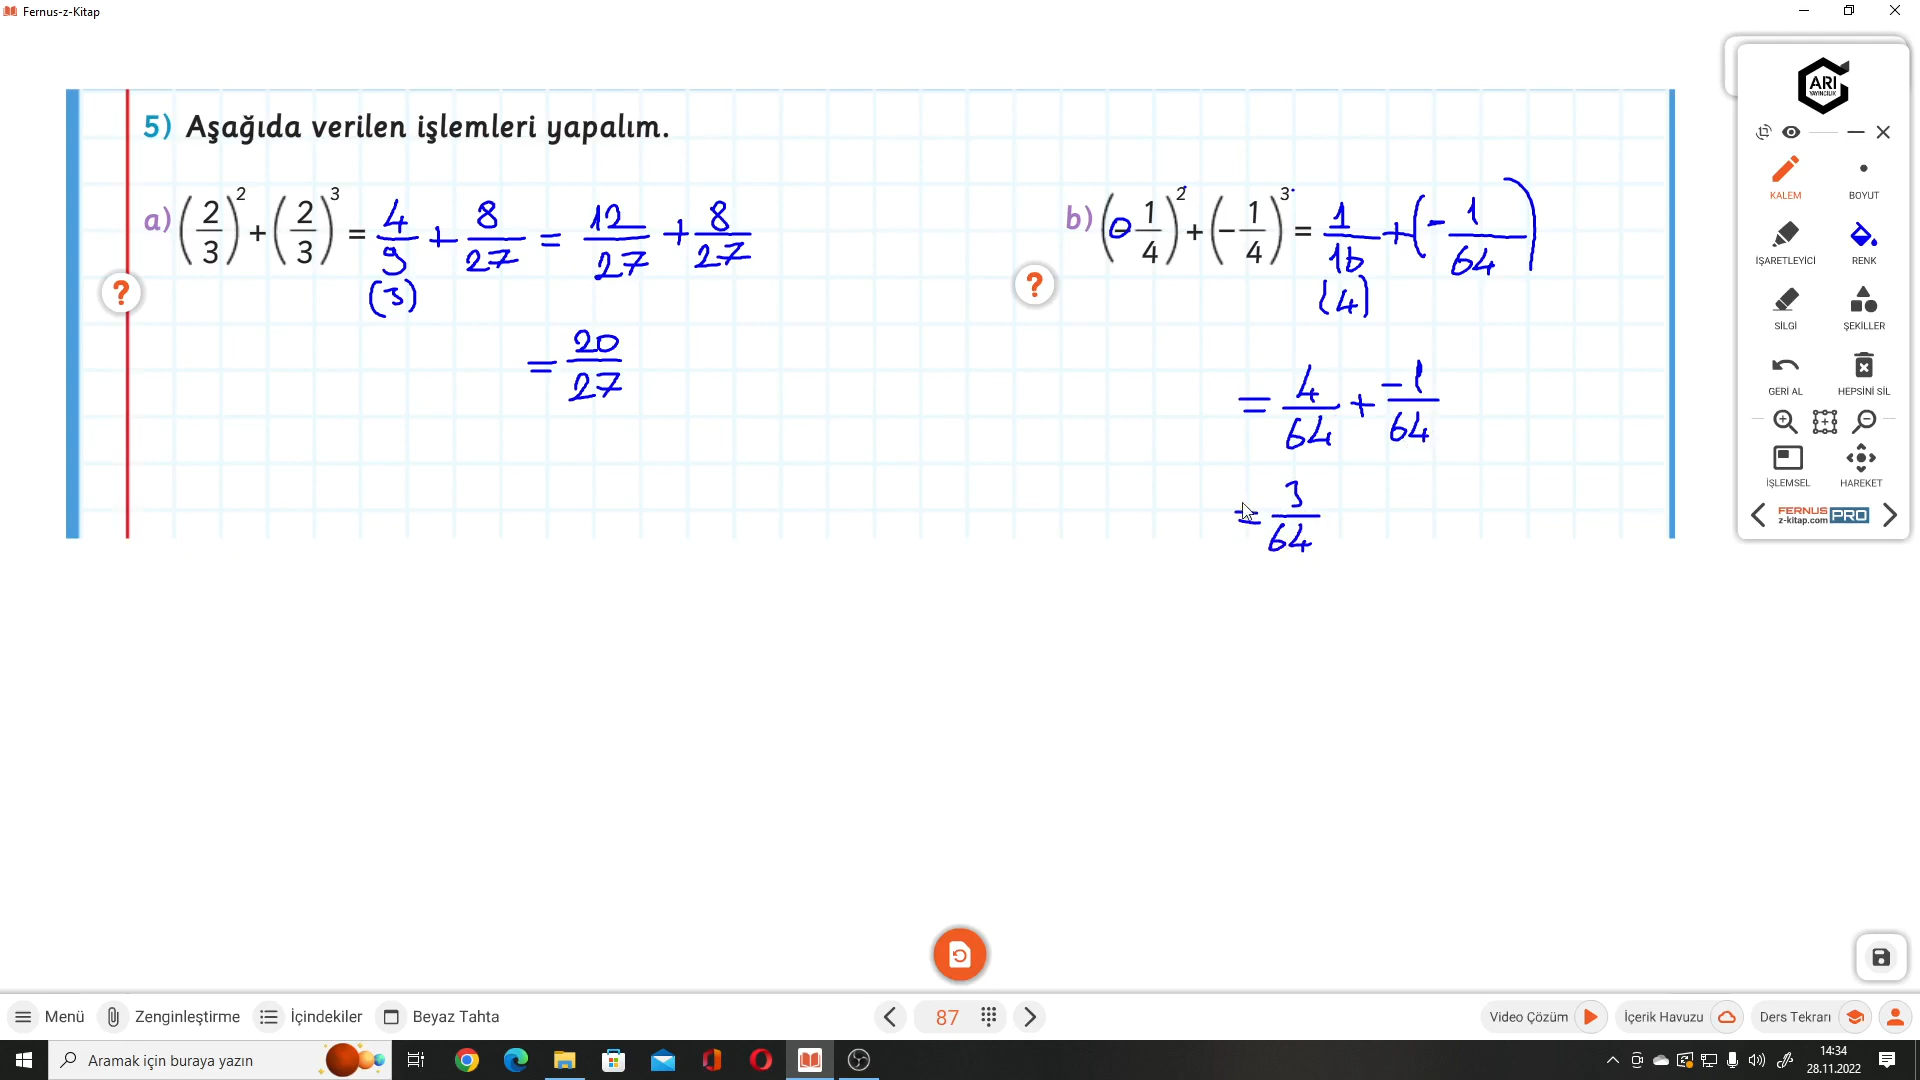 Fernus-z-Kitap
5) Aşağıda verilen işlemleri yapalım.
a) (2/3)² + (2/3)³ = 4/9 + 8/27 = 12/27 + 8/27
(3)
= 20/27
b) (-1/4)² + (-1/4)³ = 1/16 + (-1/64)
(4)
= 4/64 + -1/64
= 3/64
?
?
ARI
YAYINCILIK
KALEM
BOYUT
İŞARETLEYİCİ
RENK
SİLGİ
ŞEKİLLER
GERİ AL
HEPSİNİ SİL
İŞLEMSEL
HAREKET
FERNUS
z-kitap.com PRO
Menü
Zenginleştirme
İçindekiler
Beyaz Tahta
87
Video Çözüm
İçerik Havuzu
Ders Tekrarı
Aramak için buraya yazın
14:34
28.11.2022